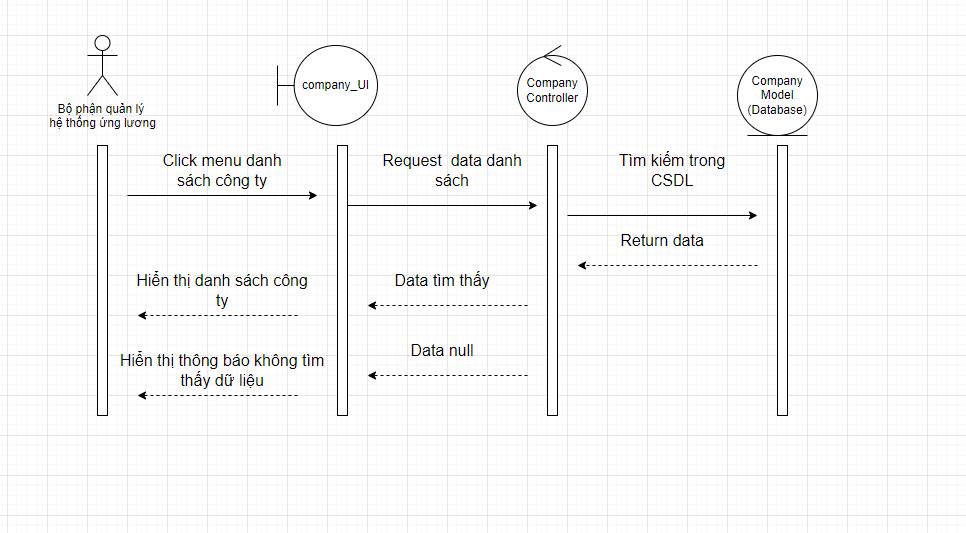 Bộ phận quản lý
hệ thống ứng lương
company_UI
Company
Controller
Company
Model
(Database)
Click menu danh
sách công ty
Request data danh
sách
Tìm kiếm trong
CSDL
Return data
Hiển thị danh sách công
ty
Data tìm thấy
Data null
Hiển thị thông báo không tìm
thấy dữ liệu